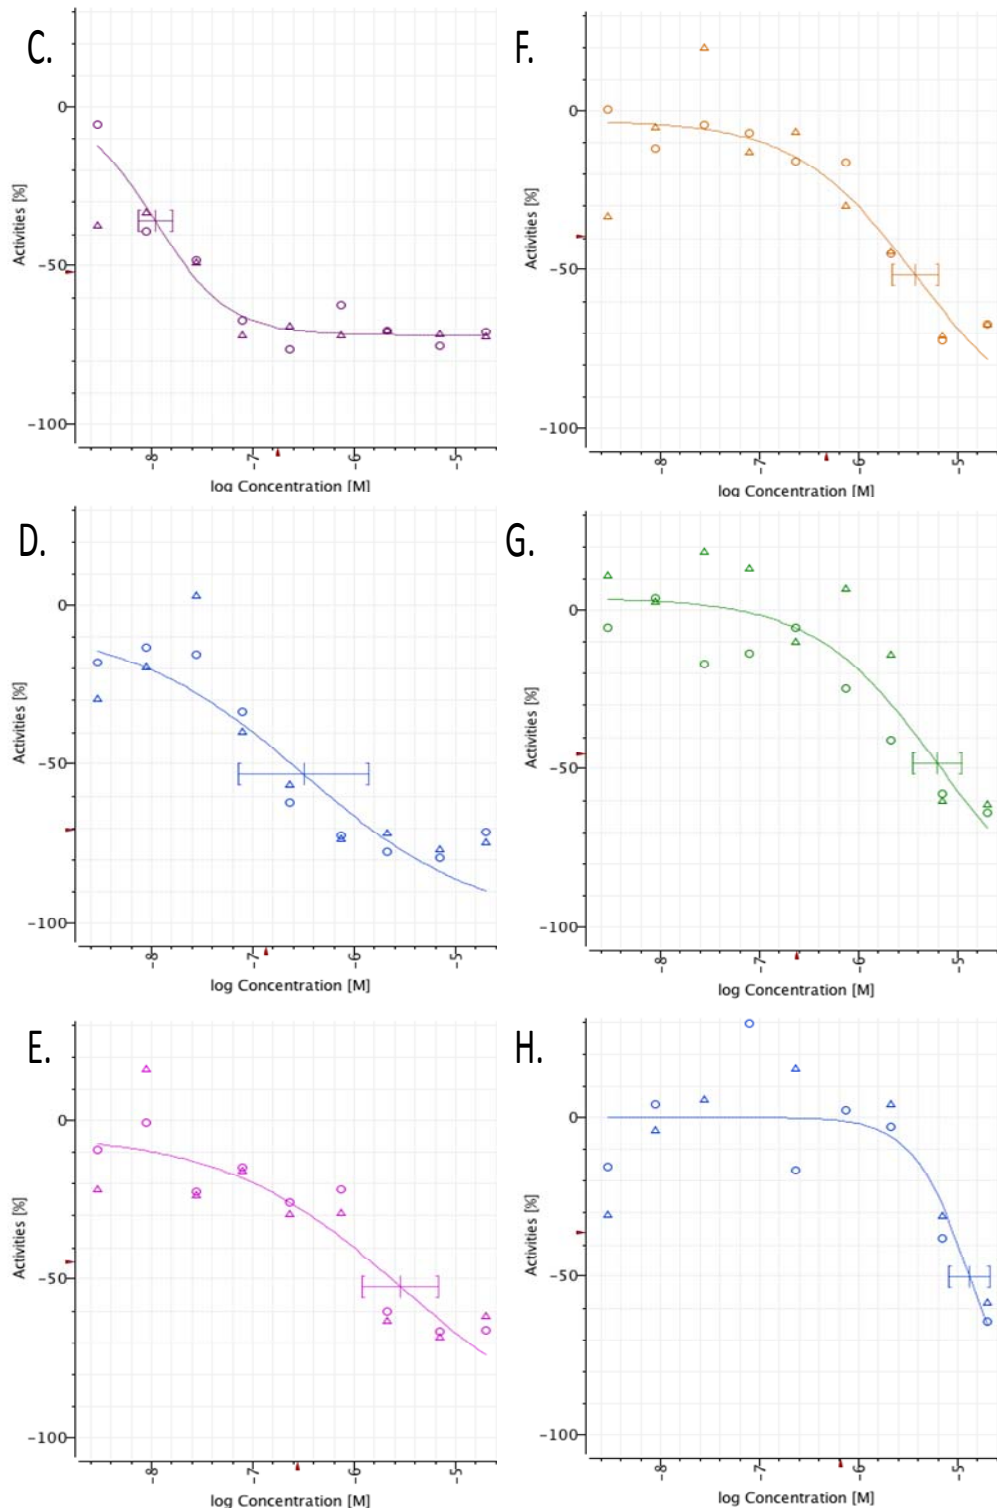 C.
0
-50
-100
Activities [%]
-8 -7 -6 -5
log Concentration [M]
F.
0
-50
-100
Activities [%]
-8 -7 -6 -5
log Concentration [M]
D.
0
-50
-100
Activities [%]
-8 -7 -6 -5
log Concentration [M]
G.
0
-50
-100
Activities [%]
-8 -7 -6 -5
log Concentration [M]
E.
0
-50
-100
Activities [%]
-8 -7 -6 -5
log Concentration [M]
H.
0
-50
-100
Activities [%]
-8 -7 -6 -5
log Concentration [M]